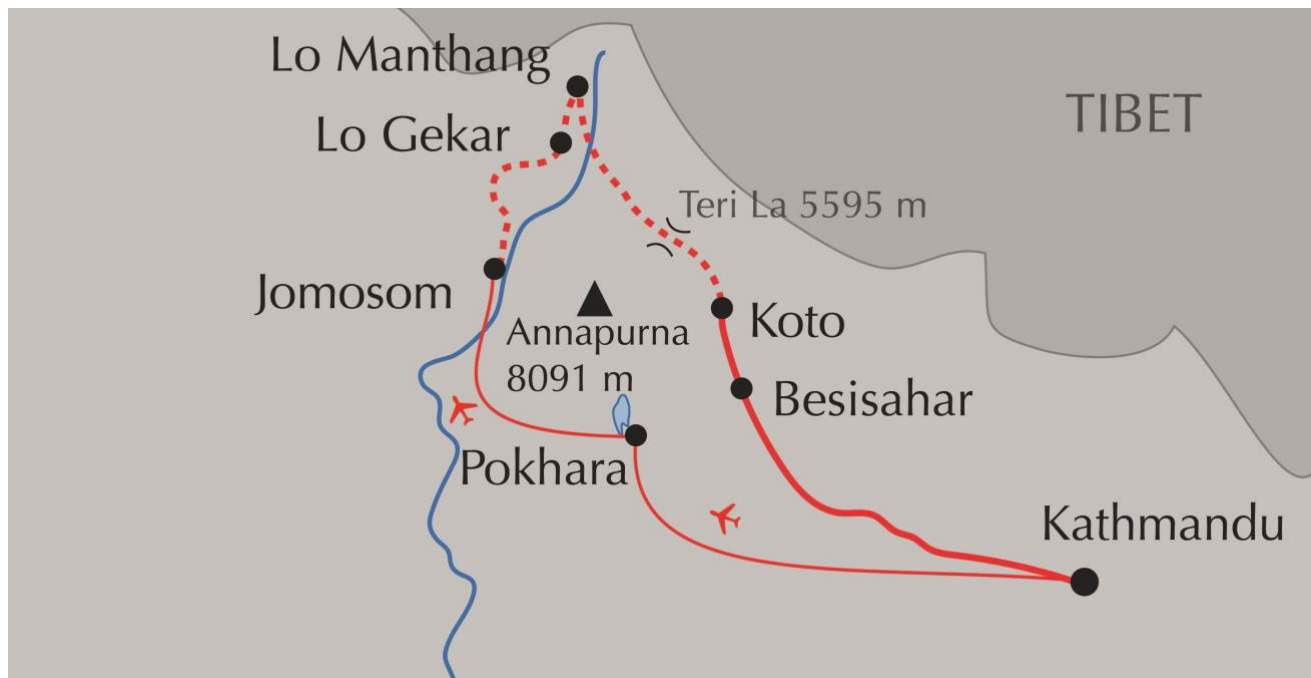 Lo Manthang
TIBET
Lo Gekar
Teri La 5595 m
Jomosom
Koto
Annapurna
8091 m
Besisahar
Pokhara
Kathmandu